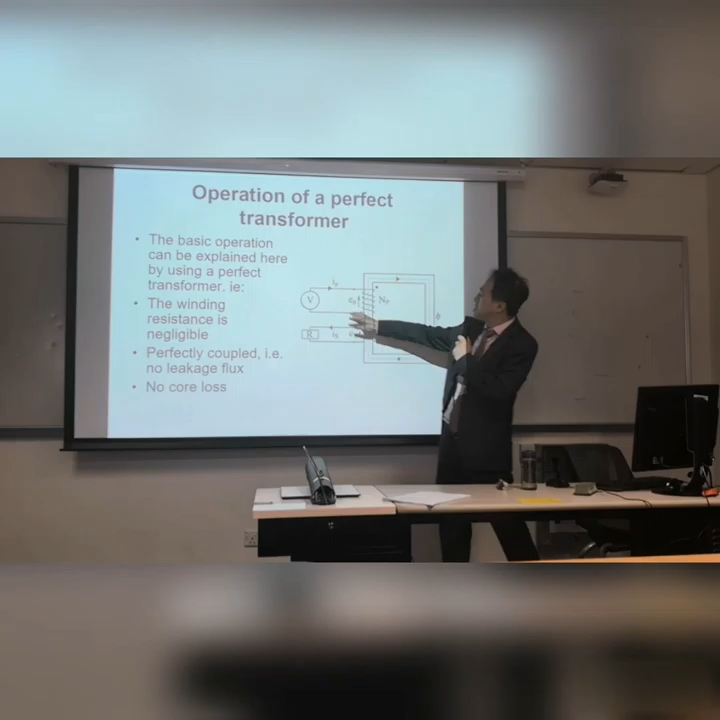 Operation of a perfect
transformer
• The basic operation
can be explained here
by using a perfect
transformer. ie:
• The winding
resistance is
negligible
• Perfectly coupled, i.e.
no leakage flux
• No core loss
V
Nₚ
ϕ